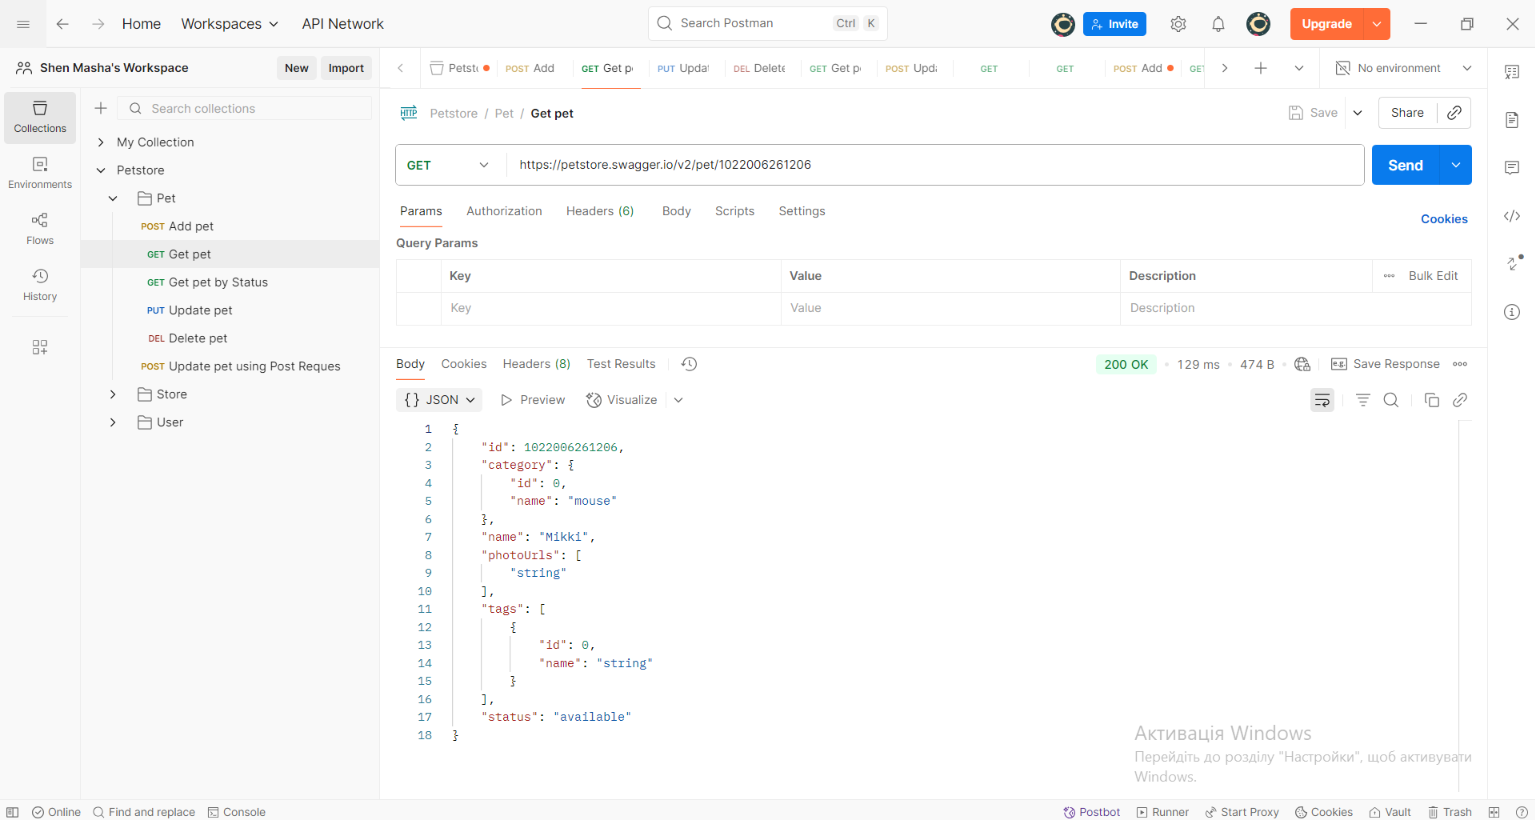 Home Workspaces API Network Search Postman Ctrl K Invite Upgrade
Shen Masha's Workspace New Import
Petst POST Add GET Get p PUT Updat DEL Delete GET Get p POST Upd GET GET POST Add GET No environment
Collections
Environments
Flows
History
Search collections
My Collection
Petstore
Pet
POST Add pet
GET Get pet
GET Get pet by Status
PUT Update pet
DEL Delete pet
POST Update pet using Post Reques
Store
User
HTTP Petstore / Pet / Get pet Save Share
GET https://petstore.swagger.io/v2/pet/1022006261206 Send
Params Authorization Headers (6) Body Scripts Settings Cookies
Query Params
Key Value Description Bulk Edit
Key Value Description
Body Cookies Headers (8) Test Results 200 OK 129 ms 474 B e.g. Save Response
{} JSON Preview Visualize
1 {
2 "id": 1022006261206,
3 "category": {
4 "id": 0,
5 "name": "mouse"
6 },
7 "name": "Mikki",
8 "photoUrls": [
9 "string"
10 ],
11 "tags": [
12 {
13 "id": 0,
14 "name": "string"
15 }
16 ],
17 "status": "available"
18 }
Активація Windows
Перейдіть до розділу "Настройки", щоб активувати
Windows.
Online Find and replace Console Postbot Runner Start Proxy Cookies Vault Trash